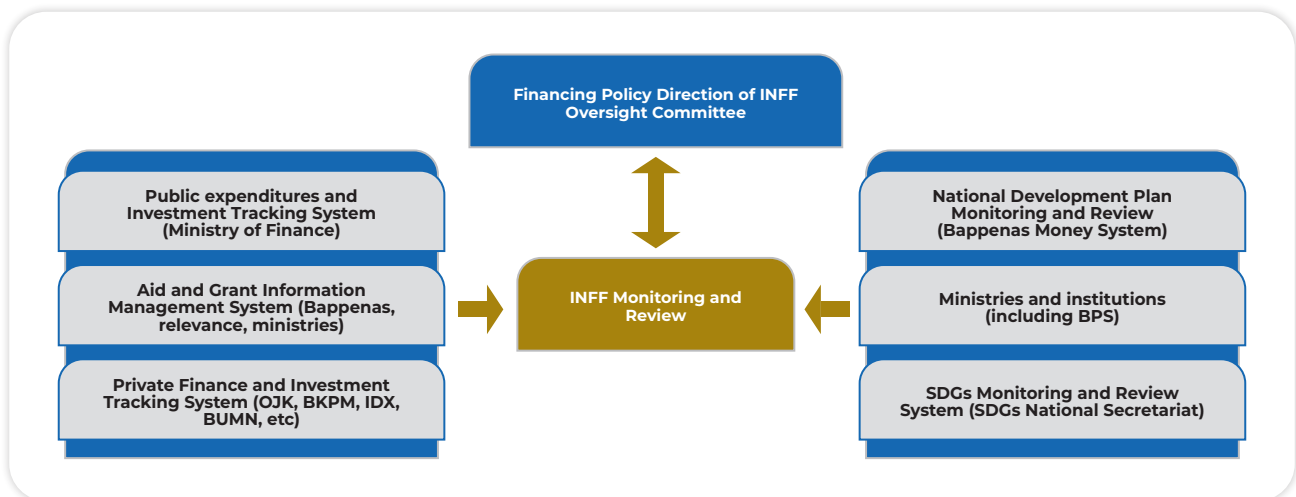 Financing Policy Direction of INFF
Oversight Committee
Public expenditures and
Investment Tracking System
(Ministry of Finance)
Aid and Grant Information
Management System (Bappenas,
relevance, ministries)
Private Finance and Investment
Tracking System (OJK, BKPM, IDX,
BUMN, etc)
INFF Monitoring and
Review
National Development Plan
Monitoring and Review
(Bappenas Money System)
Ministries and institutions
(including BPS)
SDGs Monitoring and Review
System (SDGs National Secretariat)